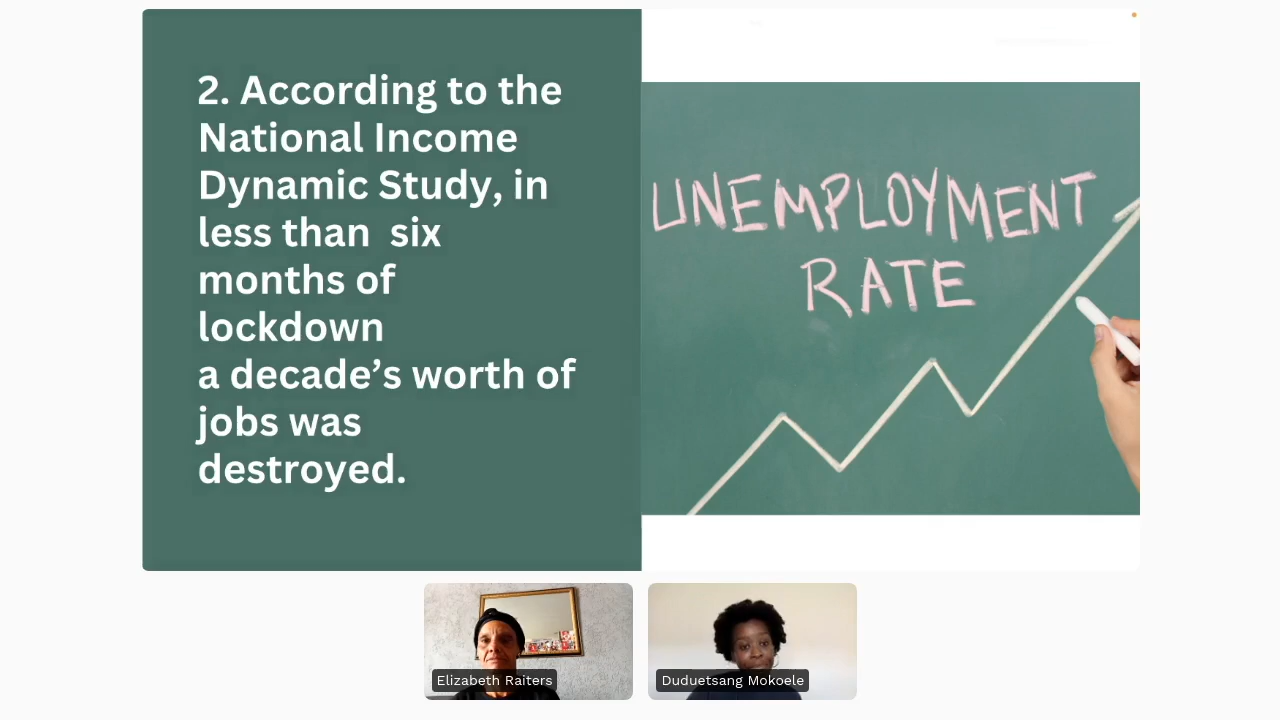 2. According to the
National Income
Dynamic Study, in
less than six
months of
lockdown
a decade’s worth of
jobs was
destroyed.
UNEMPLOYMENT
RATE
Elizabeth Raiters
Duduetsang Mokoele